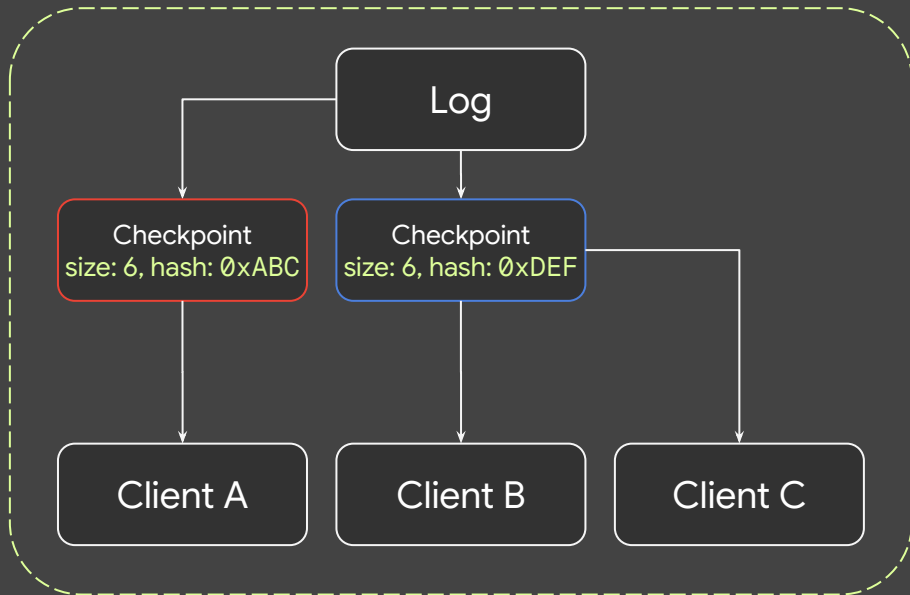 Log
Checkpoint
size: 6, hash: 0xABC
Checkpoint
size: 6, hash: 0xDEF
Client A
Client B
Client C